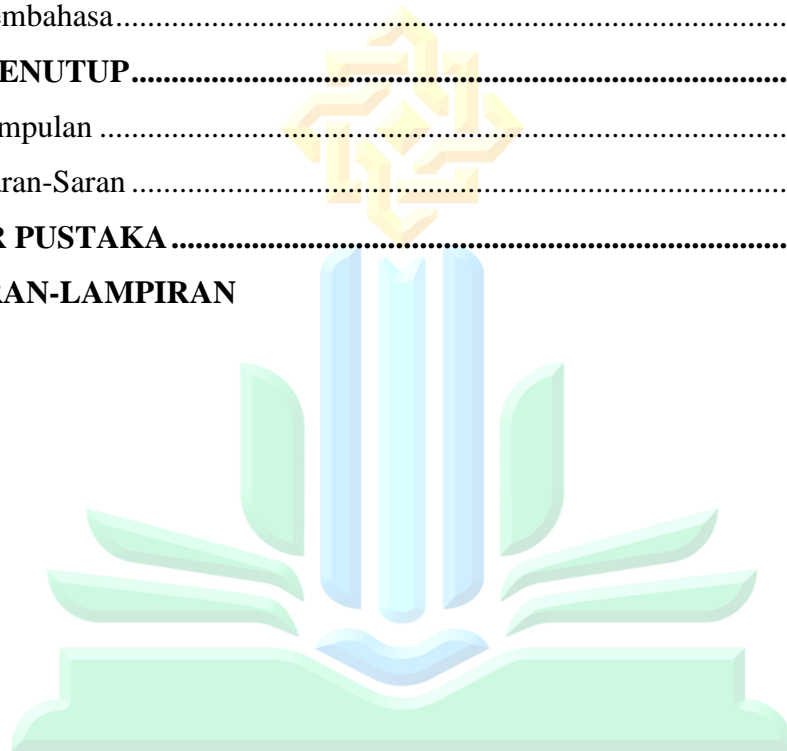 embahasa......................................................................................
ENUTUP...................................................................................
mpulan ........................................................................................
aran-Saran ...................................................................................
R PUSTAKA..............................................................................
RAN-LAMPIRAN